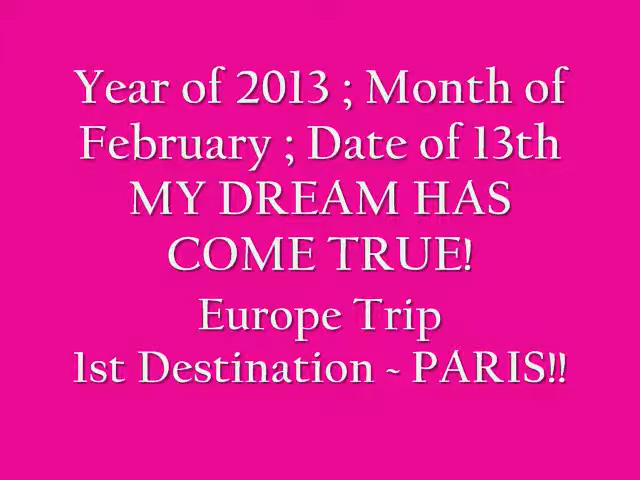 Year of 2013 ; Month of
February ; Date of 13th
MY DREAM HAS
COME TRUE!
Europe Trip
1st Destination ~ PARIS!!